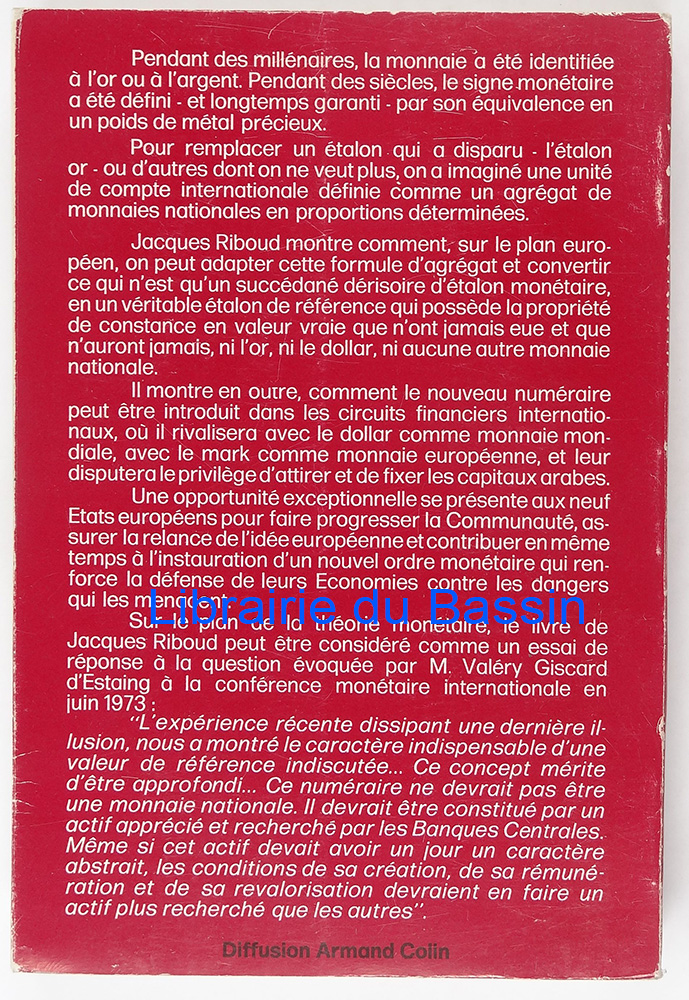 Pendant des millénaires, la monnaie a été identifiée
à l'or ou à l'argent. Pendant des siècles, le signe monétaire
a été défini - et longtemps garanti - par son équivalence en
un poids de métal précieux.
Pour remplacer un étalon qui a disparu - l'étalon
or - ou d'autres dont on ne veut plus, on a imaginé une unité
de compte internationale définie comme un agrégat de
monnaies nationales en proportions déterminées.
Jacques Riboud montre comment, sur le plan euro-
péen, on peut adapter cette formule d'agrégat et convertir
ce qui n'est qu'un succédané dérisoire d'étalon monétaire,
en un véritable étalon de référence qui possède la propriété
de constance en valeur vraie que n'ont jamais eue et que
n'auront jamais, ni l'or, ni le dollar, ni aucune autre monnaie
nationale.
Il montre en outre, comment le nouveau numéraire
peut être introduit dans les circuits financiers internatio-
naux, où il rivalisera avec le dollar comme monnaie mon-
diale, avec le mark comme monnaie européenne, et leur
disputera le privilège d'attirer et de fixer les capitaux arabes.
Une opportunité exceptionnelle se présente aux neuf
Etats européens pour faire progresser la Communauté, as-
surer la relance de l'idée européenne et contribuer en même
temps à l'instauration d'un nouvel ordre monétaire qui ren-
force la défense de leurs Economies contre les dangers
qui les menacent.
Librairie du Bassin
Sur le plan de la théorie monétaire, le livre de
Jacques Riboud peut être considéré comme un essai de
réponse à la question évoquée par M. Valéry Giscard
d'Estaing à la conférence monétaire internationale en
juin 1973 :
"L'expérience récente dissipant une dernière il-
lusion, nous a montré le caractère indispensable d'une
valeur de référence indiscutée... Ce concept mérite
d'être approfondi... Ce numéraire ne devrait pas être
une monnaie nationale. Il devrait être constitué par un
actif apprécié et recherché par les Banques Centrales.
Même si cet actif devait avoir un jour un caractère
abstrait, les conditions de sa création, de sa rémuné-
ration et de sa revalorisation devraient en faire un
actif plus recherché que les autres".
Diffusion Armand Colin